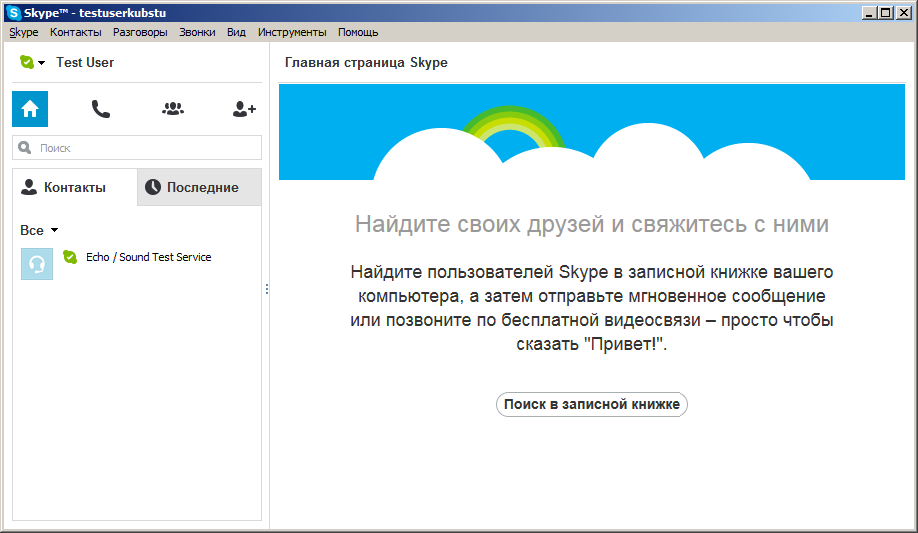 Skype™ - testuserkubstu
Skype Контакты Разговоры Звонки Вид Инструменты Помощь
Test User
Главная страница Skype
Поиск
Контакты Последние
Все
Echo / Sound Test Service
Найдите своих друзей и свяжитесь с ними
Найдите пользователей Skype в записной книжке вашего
компьютера, а затем отправьте мгновенное сообщение
или позвоните по бесплатной видеосвязи – просто чтобы
сказать "Привет!".
Поиск в записной книжке